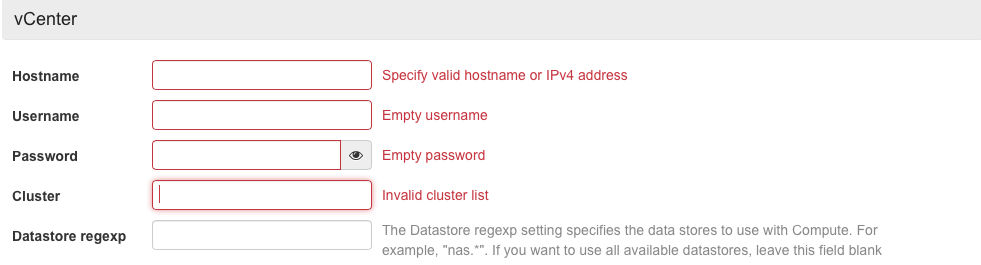 vCenter
Hostname Specify valid hostname or IPv4 address
Username Empty username
Password Empty password
Cluster Invalid cluster list
Datastore regexp The Datastore regexp setting specifies the data stores to use with Compute. For
example, "nas.*". If you want to use all available datastores, leave this field blank